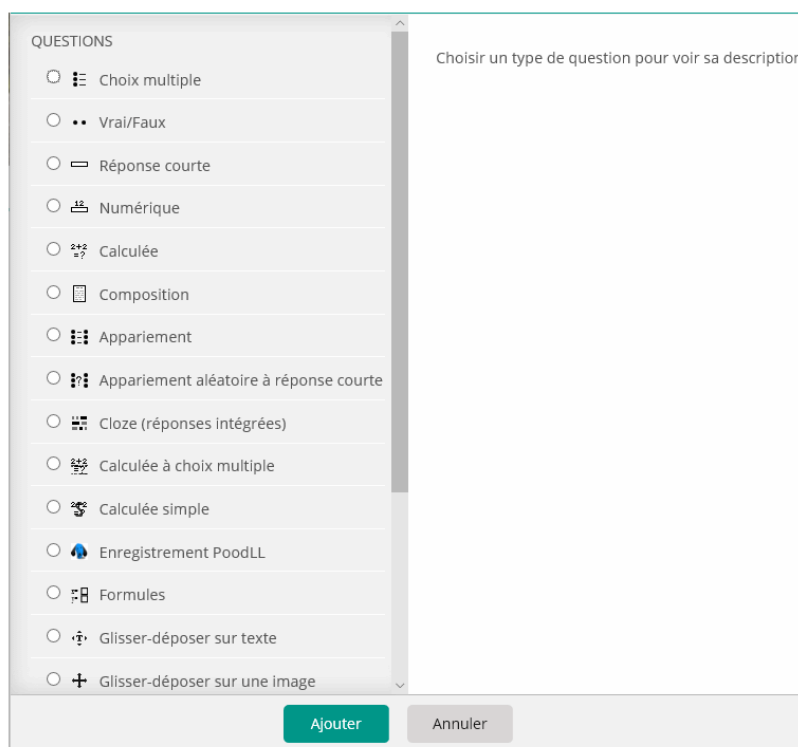 QUESTIONS
Choix multiple
Vrai/Faux
Réponse courte
Numérique
Calculée
Composition
Appariement
Appariement aléatoire à réponse courte
Cloze (réponses intégrées)
Calculée à choix multiple
Calculée simple
Enregistrement PoodLL
Formules
Glisser-déposer sur texte
Glisser-déposer sur une image
Choisir un type de question pour voir sa description
Ajouter
Annuler